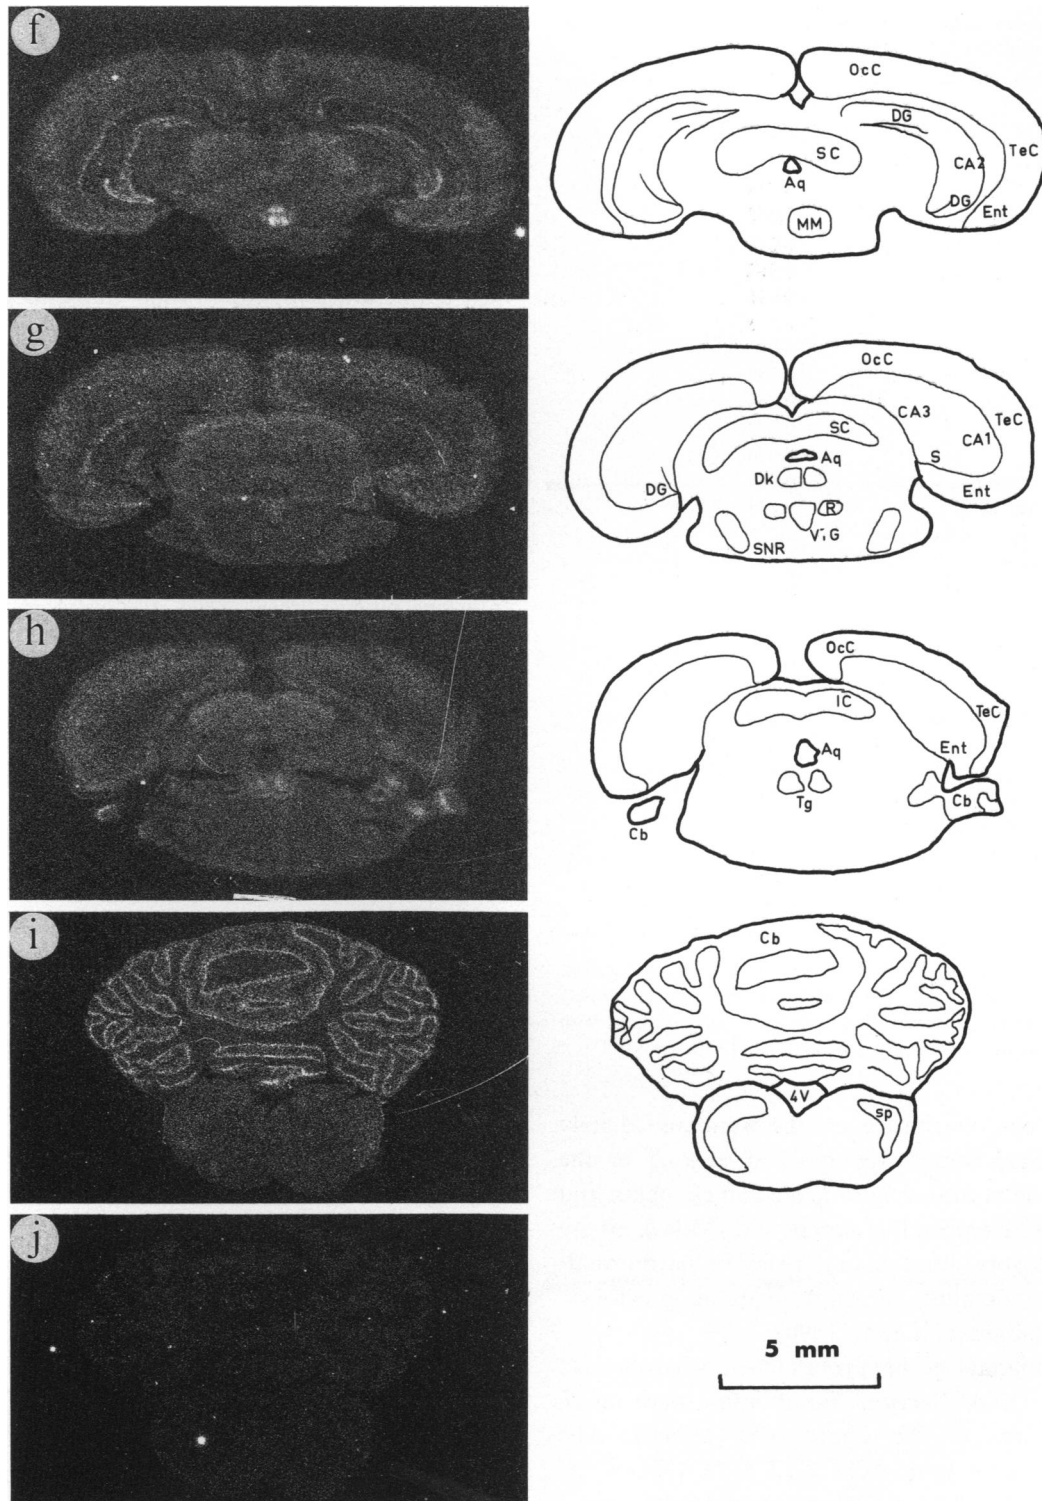 f
OcC
DG
SC
TeC
CA2
Aq
DG
Ent
MM
g
OcC
CA3
SC
TeC
CA1
Aq
S
Dk
DG
Ent
R
V,G
SNR
h
OcC
IC
TeC
Aq
Ent
Tg
Cb
Cb
i
Cb
4V
sp
j
5 mm